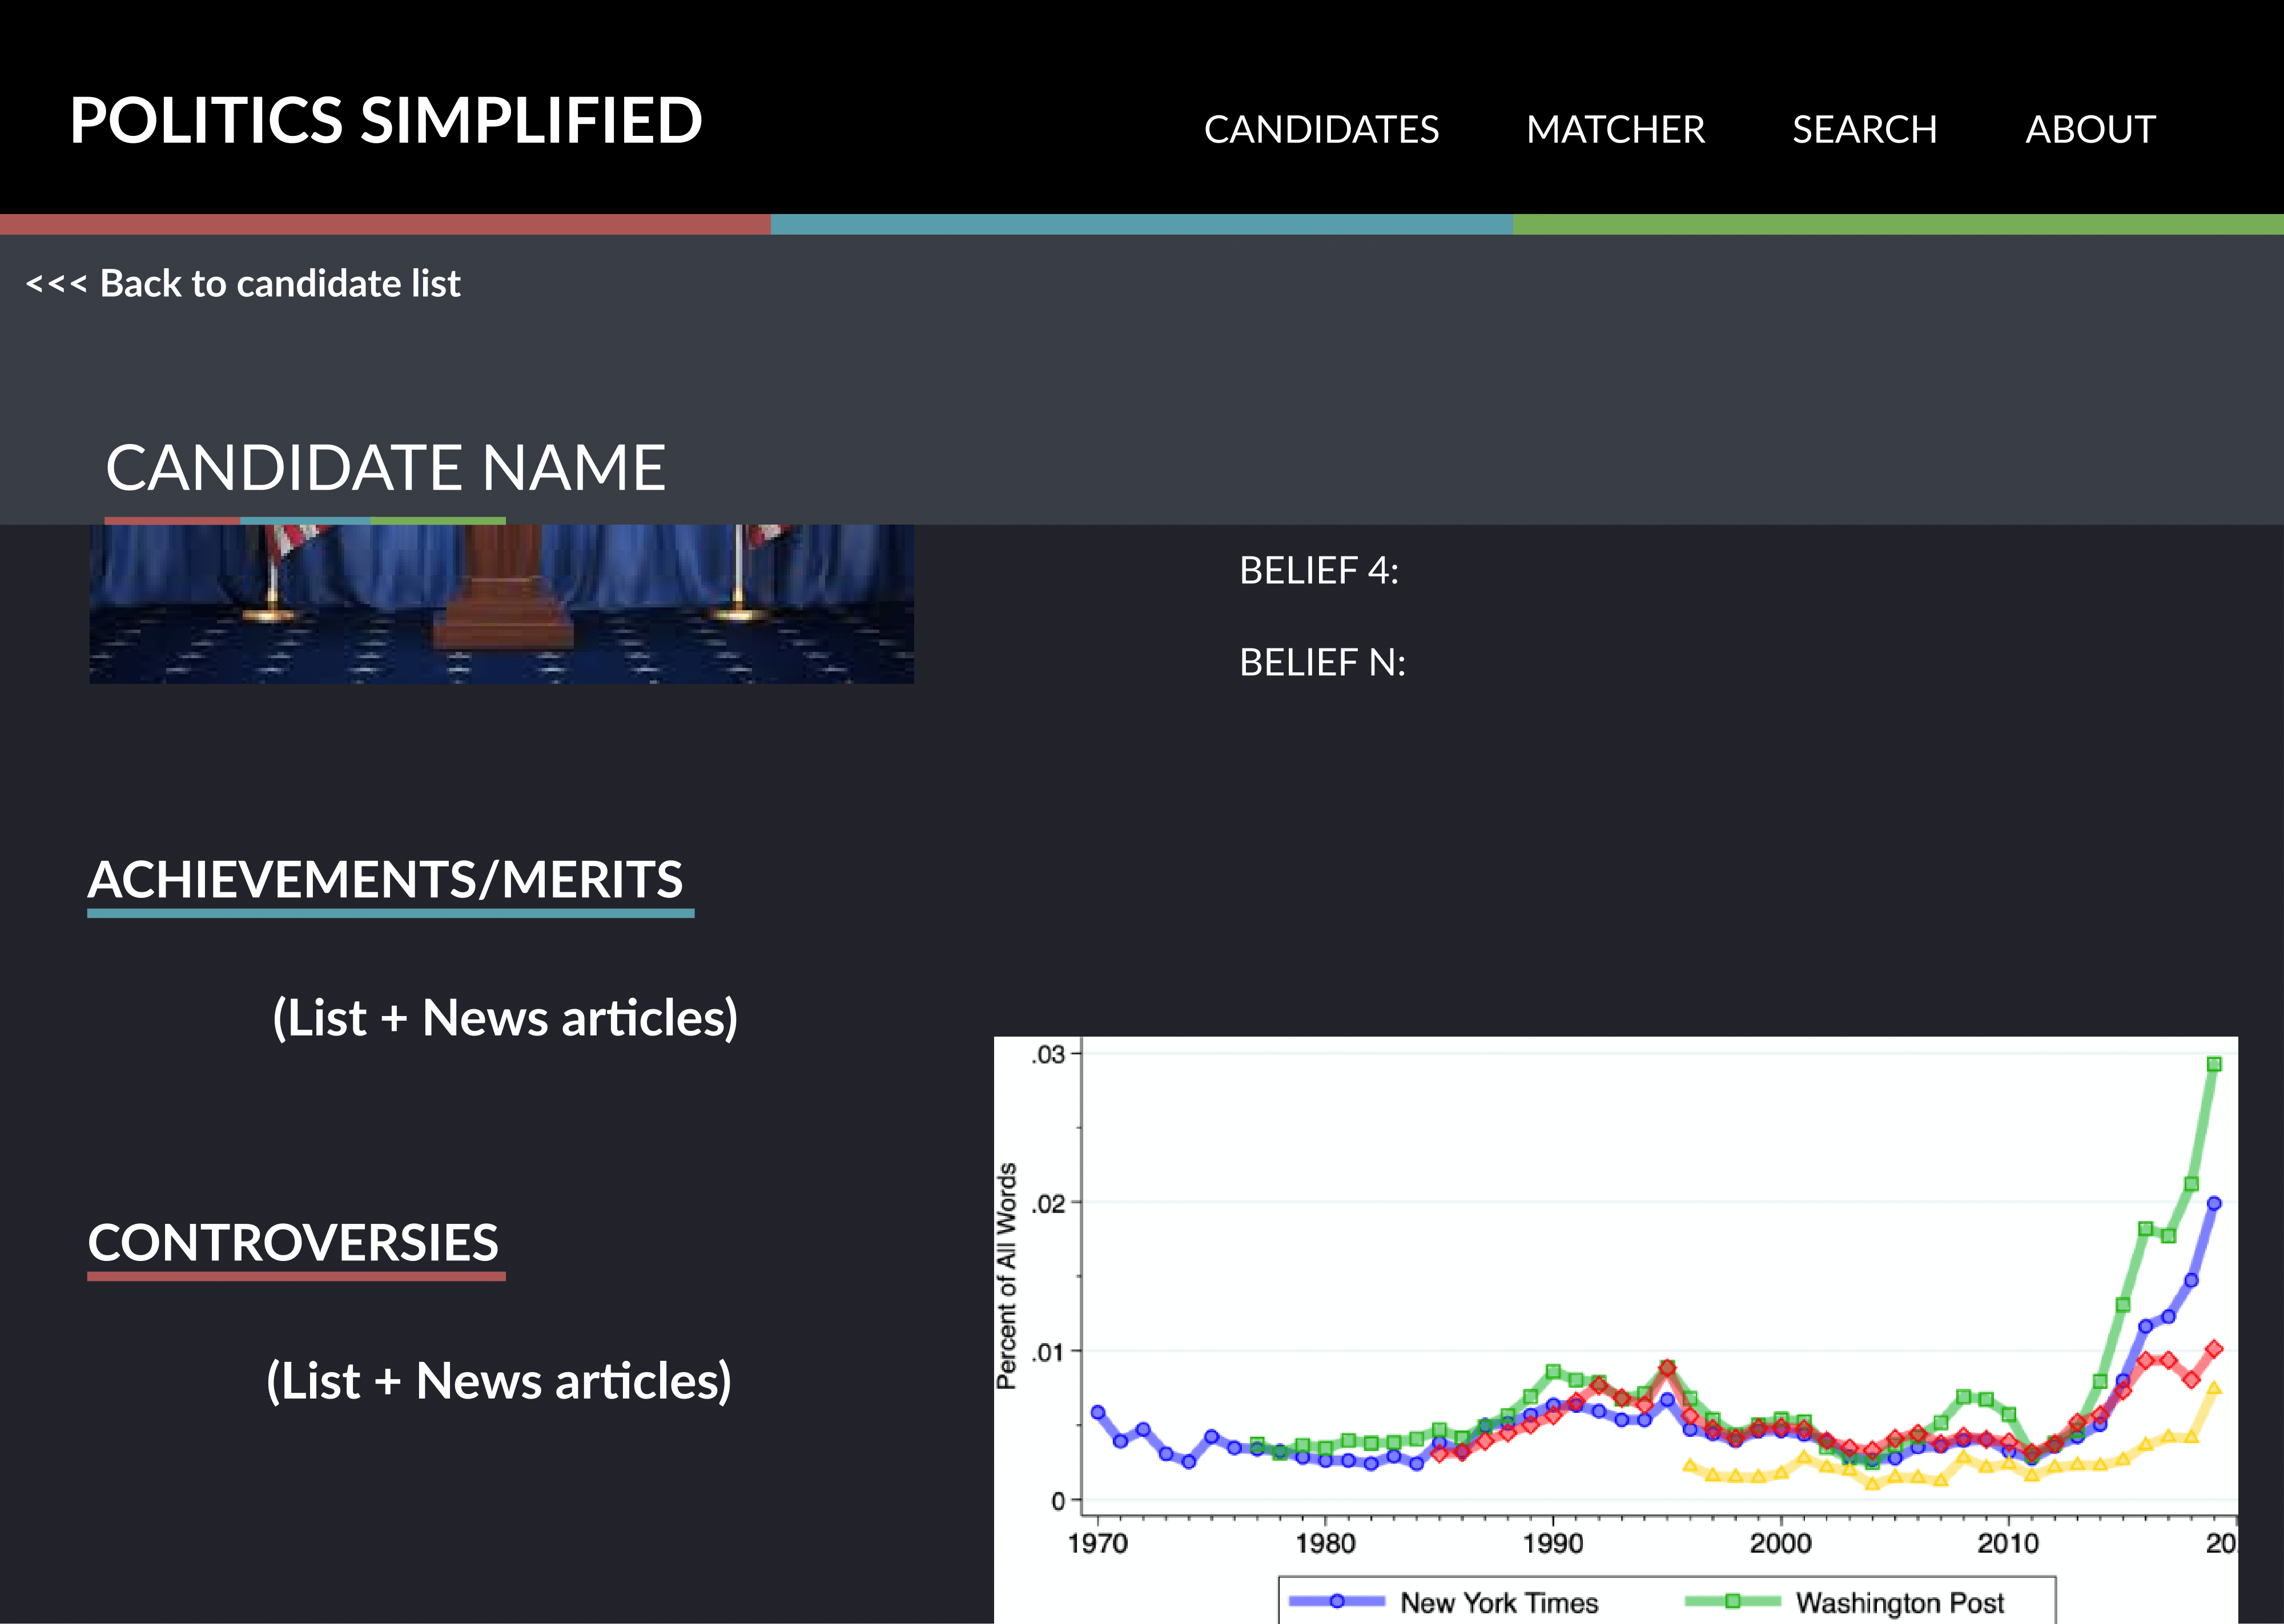 POLITICS SIMPLIFIED
CANDIDATES MATCHER SEARCH ABOUT
<<< Back to candidate list
CANDIDATE NAME
BELIEF 4:
BELIEF N:
ACHIEVEMENTS/MERITS
(List + News articles)
CONTROVERSIES
(List + News articles)
Percent of All Words
.03
.02
.01
0
1970 1980 1990 2000 2010 20
New York Times Washington Post